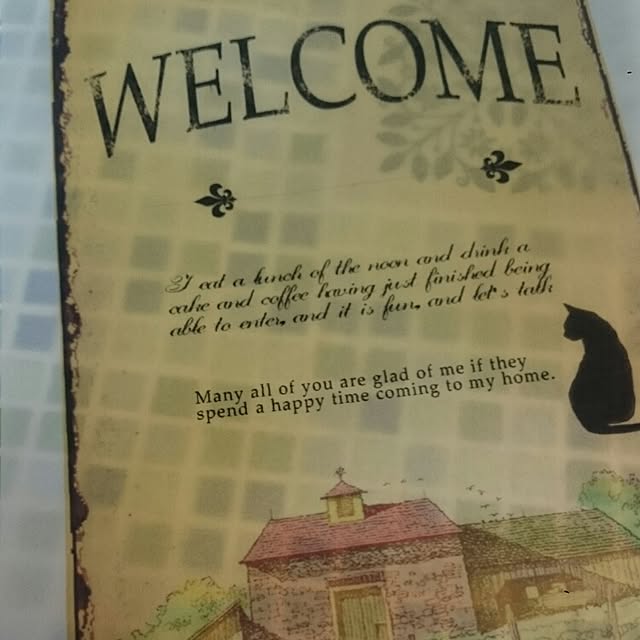 WELCOME
I eat a lunch of the noon and drink a
cake and coffee having just finished being
able to enter, and it is fun, and let's talk
Many all of you are glad of me if they
spend a happy time coming to my home.